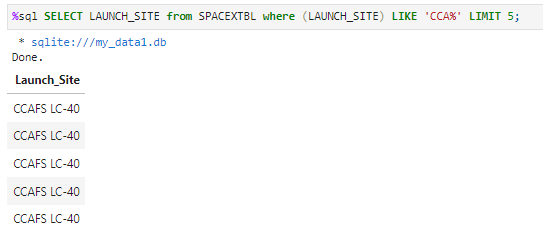 %sql SELECT LAUNCH_SITE from SPACEXTBL where (LAUNCH_SITE) LIKE 'CCA%' LIMIT 5;
* sqlite:///my_data1.db
Done.
Launch_Site
CCAFS LC-40
CCAFS LC-40
CCAFS LC-40
CCAFS LC-40
CCAFS LC-40